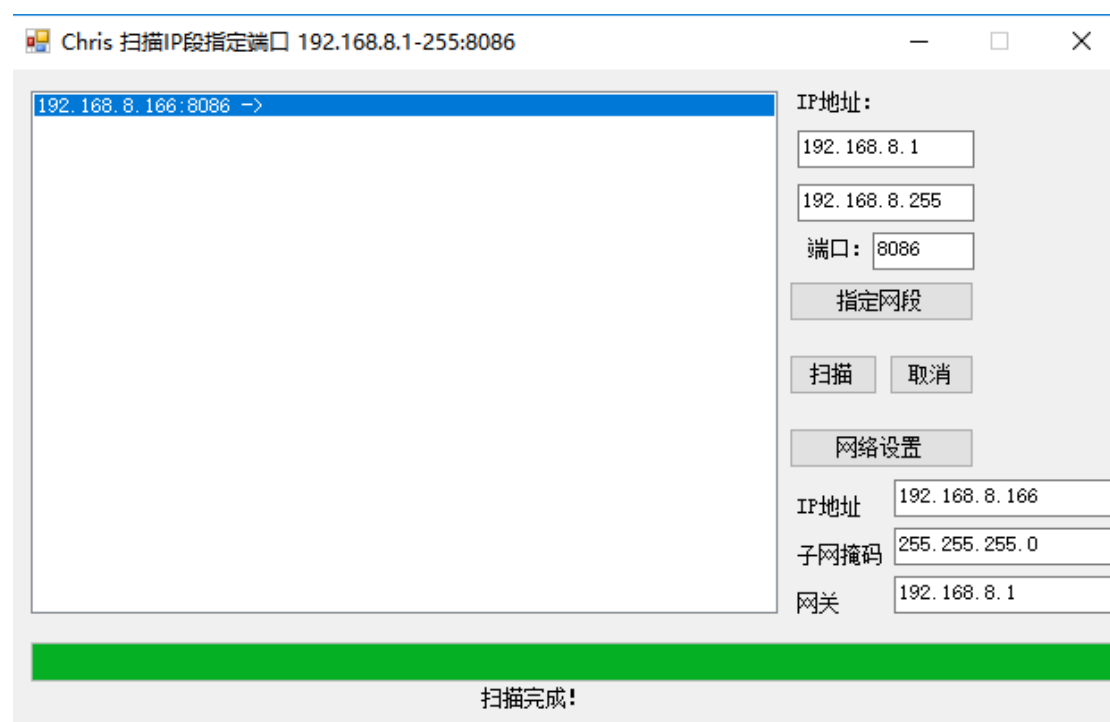 Chris 扫描IP段指定端口 192.168.8.1-255:8086
192.168.8.166:8086 ->
IP地址:
192.168.8.1
192.168.8.255
端口: 8086
指定网段
扫描 取消
网络设置
IP地址 192.168.8.166
子网掩码 255.255.255.0
网关 192.168.8.1
扫描完成!